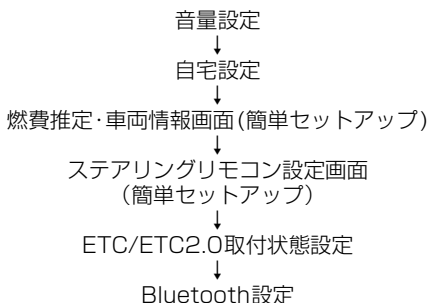 音量設定
↓
自宅設定
↓
燃費推定･車両情報画面(簡単セットアップ)
↓
ステアリングリモコン設定画面
（簡単セットアップ）
↓
ETC/ETC2.0取付状態設定
↓
Bluetooth設定